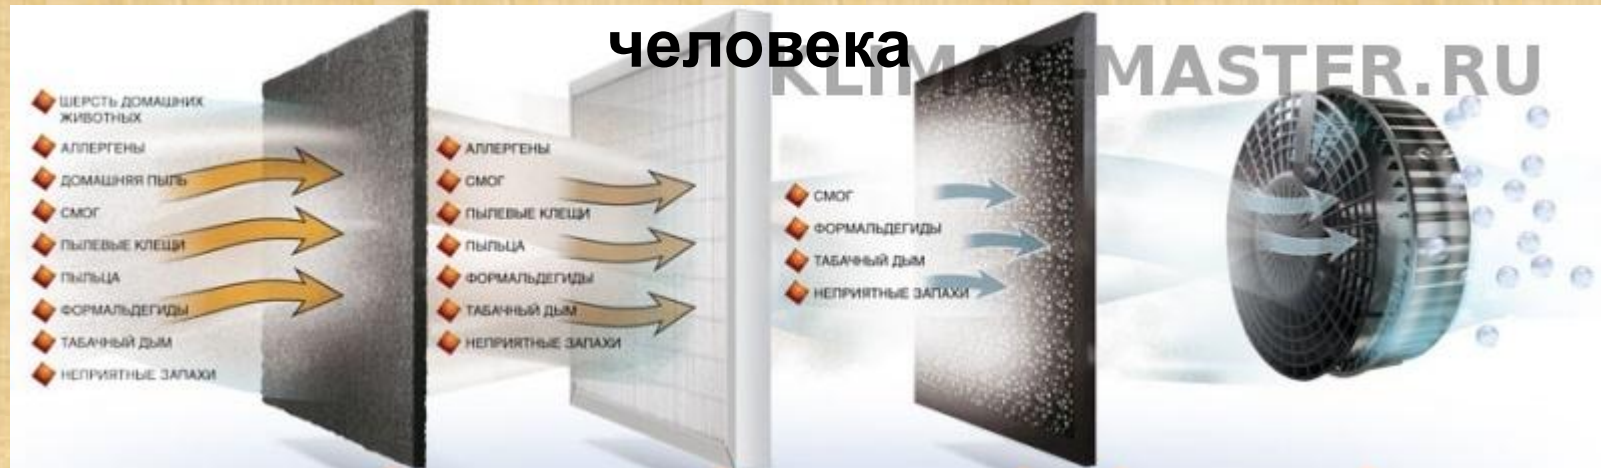 человека
KLIMAT-MASTER.RU
ШЕРСТЬ ДОМАШНИХ
ЖИВОТНЫХ
АЛЛЕРГЕНЫ
ДОМАШНЯЯ ПЫЛЬ
СМОГ
ПЫЛЕВЫЕ КЛЕЩИ
ПЫЛЬЦА
ФОРМАЛЬДЕГИДЫ
ТАБАЧНЫЙ ДЫМ
НЕПРИЯТНЫЕ ЗАПАХИ
АЛЛЕРГЕНЫ
СМОГ
ПЫЛЕВЫЕ КЛЕЩИ
ПЫЛЬЦА
ФОРМАЛЬДЕГИДЫ
ТАБАЧНЫЙ ДЫМ
НЕПРИЯТНЫЕ ЗАПАХИ
СМОГ
ФОРМАЛЬДЕГИДЫ
ТАБАЧНЫЙ ДЫМ
НЕПРИЯТНЫЕ ЗАПАХИ